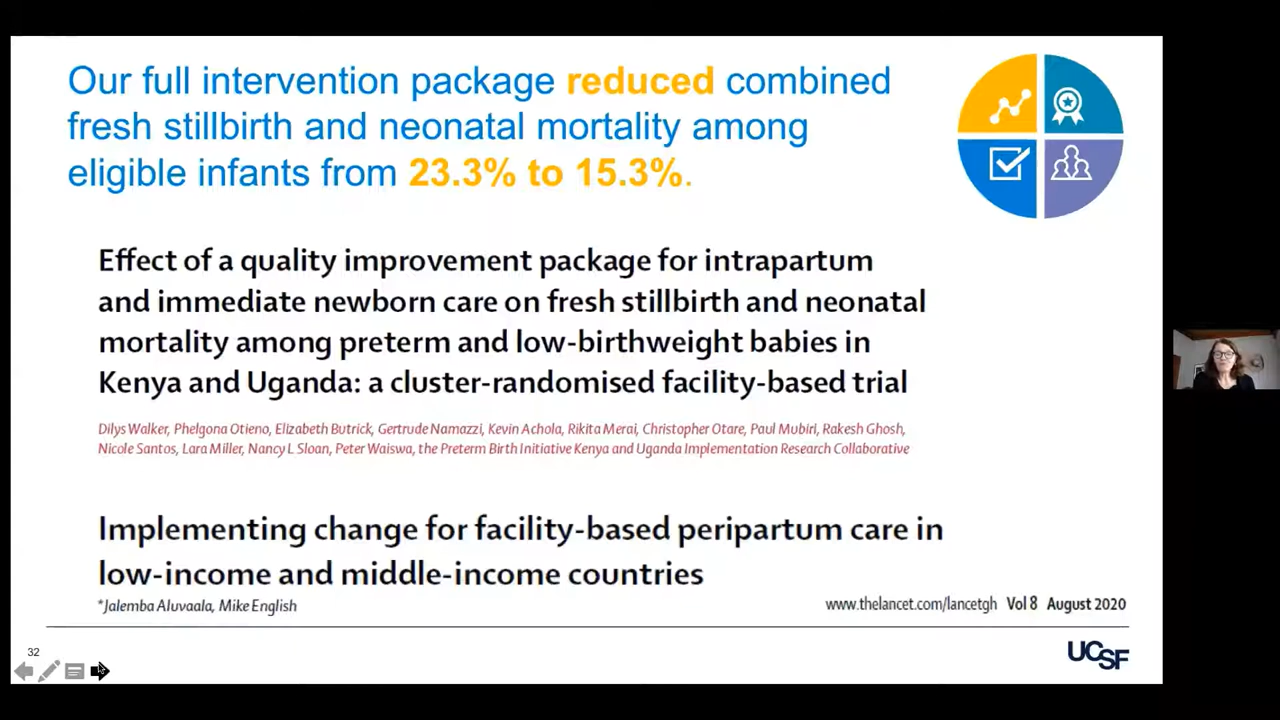 Our full intervention package reduced combined
fresh stillbirth and neonatal mortality among
eligible infants from 23.3% to 15.3%.
Effect of a quality improvement package for intrapartum
and immediate newborn care on fresh stillbirth and neonatal
mortality among preterm and low-birthweight babies in
Kenya and Uganda: a cluster-randomised facility-based trial
Dilys Walker, Phelgona Otieno, Elizabeth Butrick, Gertrude Namazzi, Kevin Achola, Rikita Merai, Christopher Otare, Paul Mubiri, Rakesh Ghosh,
Nicole Santos, Lara Miller, Nancy L Sloan, Peter Waiswa, the Preterm Birth Initiative Kenya and Uganda Implementation Research Collaborative
Implementing change for facility-based peripartum care in
low-income and middle-income countries
*Jalemba Aluvaala, Mike English
www.thelancet.com/lancetgh Vol 8 August 2020
32
UCSF